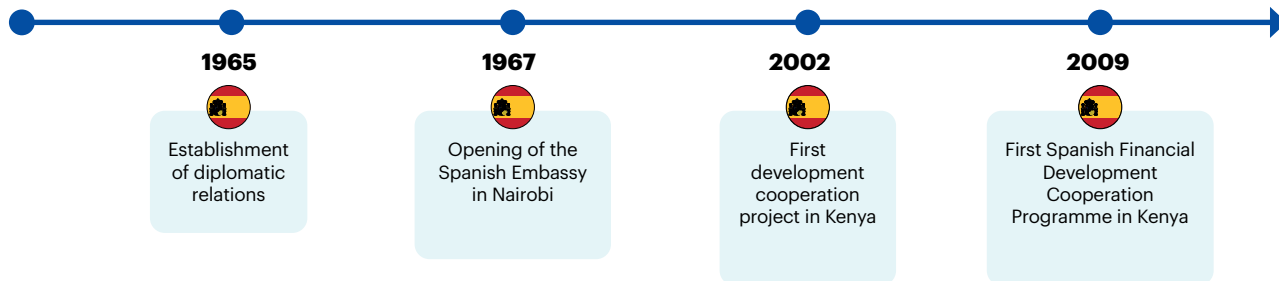 1965
Establishment
of diplomatic
relations
1967
Opening of the
Spanish Embassy
in Nairobi
2002
First
development
cooperation
project in Kenya
2009
First Spanish Financial
Development
Cooperation
Programme in Kenya